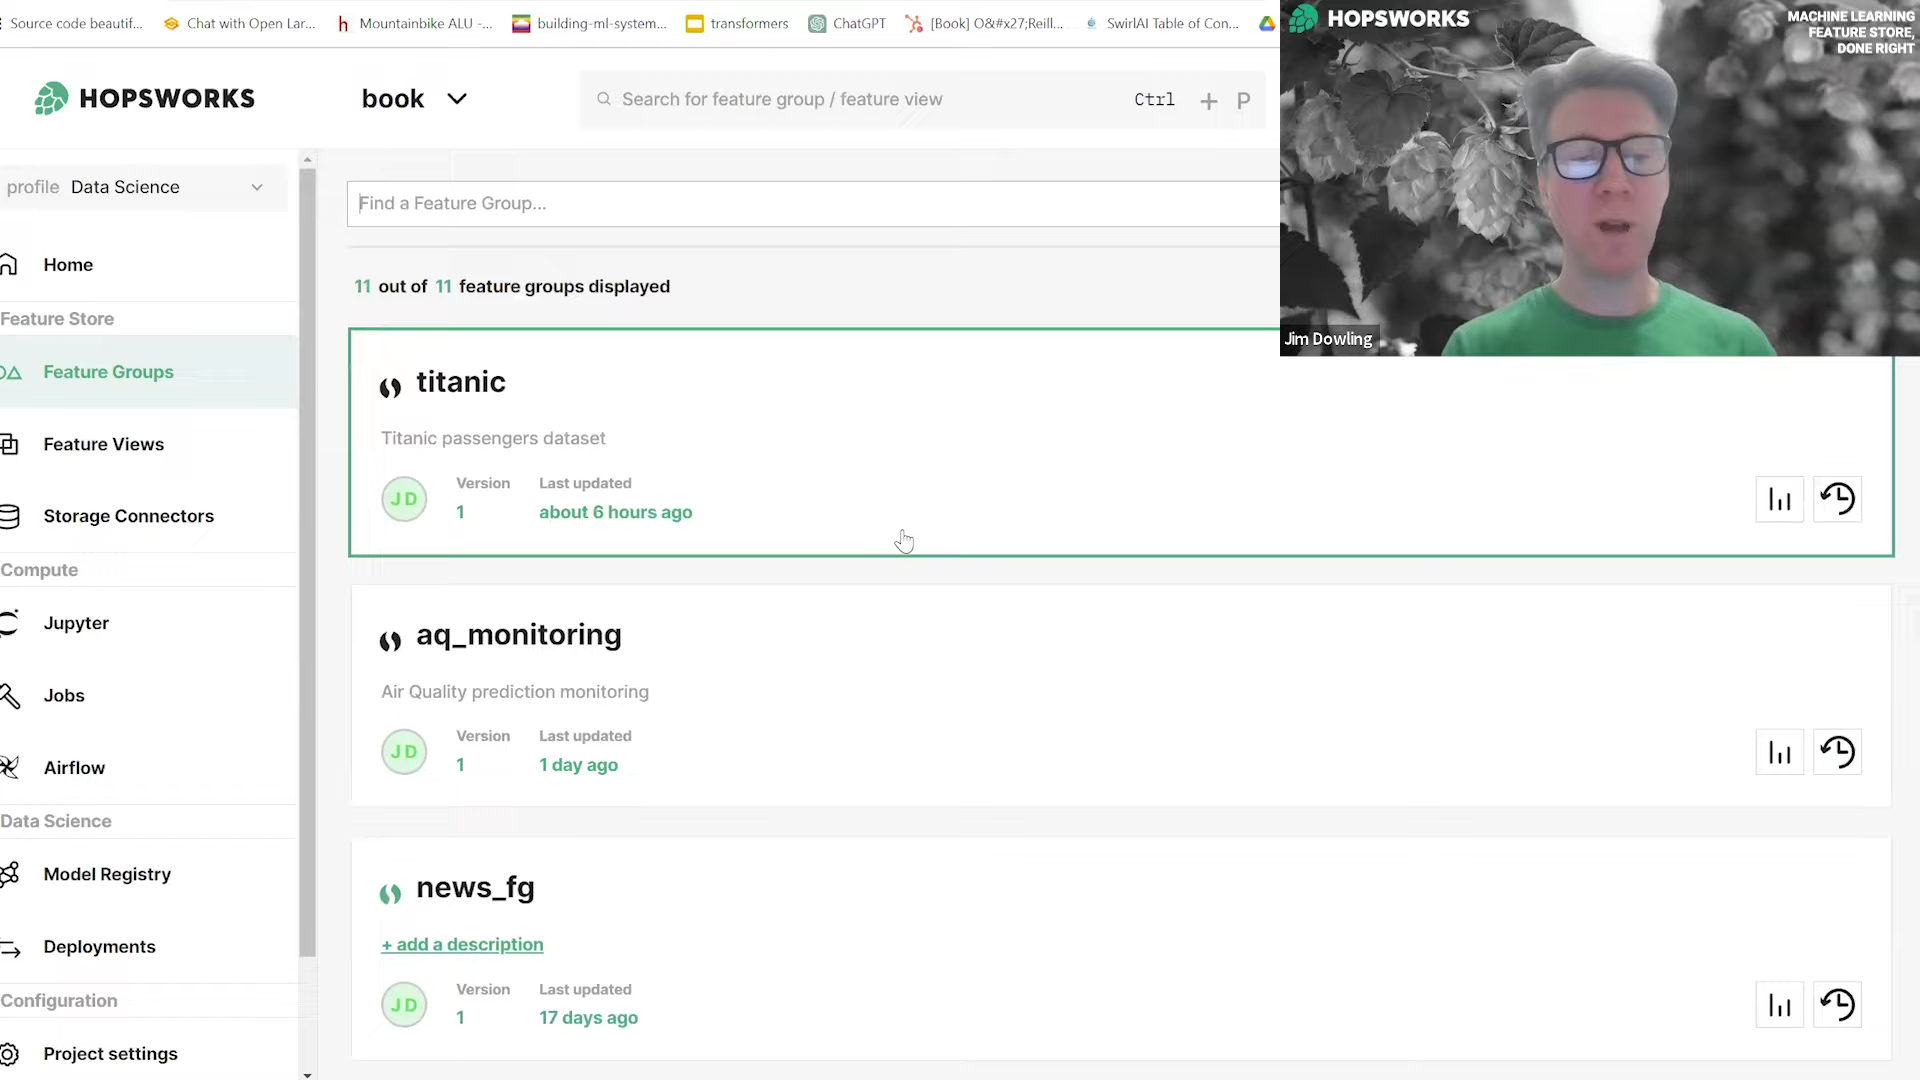 Source code beautif...
Chat with Open Lar...
Mountainbike ALU -...
building-ml-system...
transformers
ChatGPT
[Book] O&#x27;Reill...
SwirlAI Table of Con...
HOPSWORKS
MACHINE LEARNING
FEATURE STORE,
DONE RIGHT
HOPSWORKS
book
Search for feature group / feature view
Ctrl + P
profile Data Science
Find a Feature Group...
Home
11 out of 11 feature groups displayed
Feature Store
Jim Dowling
Feature Groups
titanic
Titanic passengers dataset
Feature Views
JD
Version
1
Last updated
about 6 hours ago
Storage Connectors
Compute
Jupyter
aq_monitoring
Air Quality prediction monitoring
Jobs
JD
Version
1
Last updated
1 day ago
Airflow
Data Science
Model Registry
news_fg
+ add a description
Deployments
JD
Version
1
Last updated
17 days ago
Configuration
Project settings